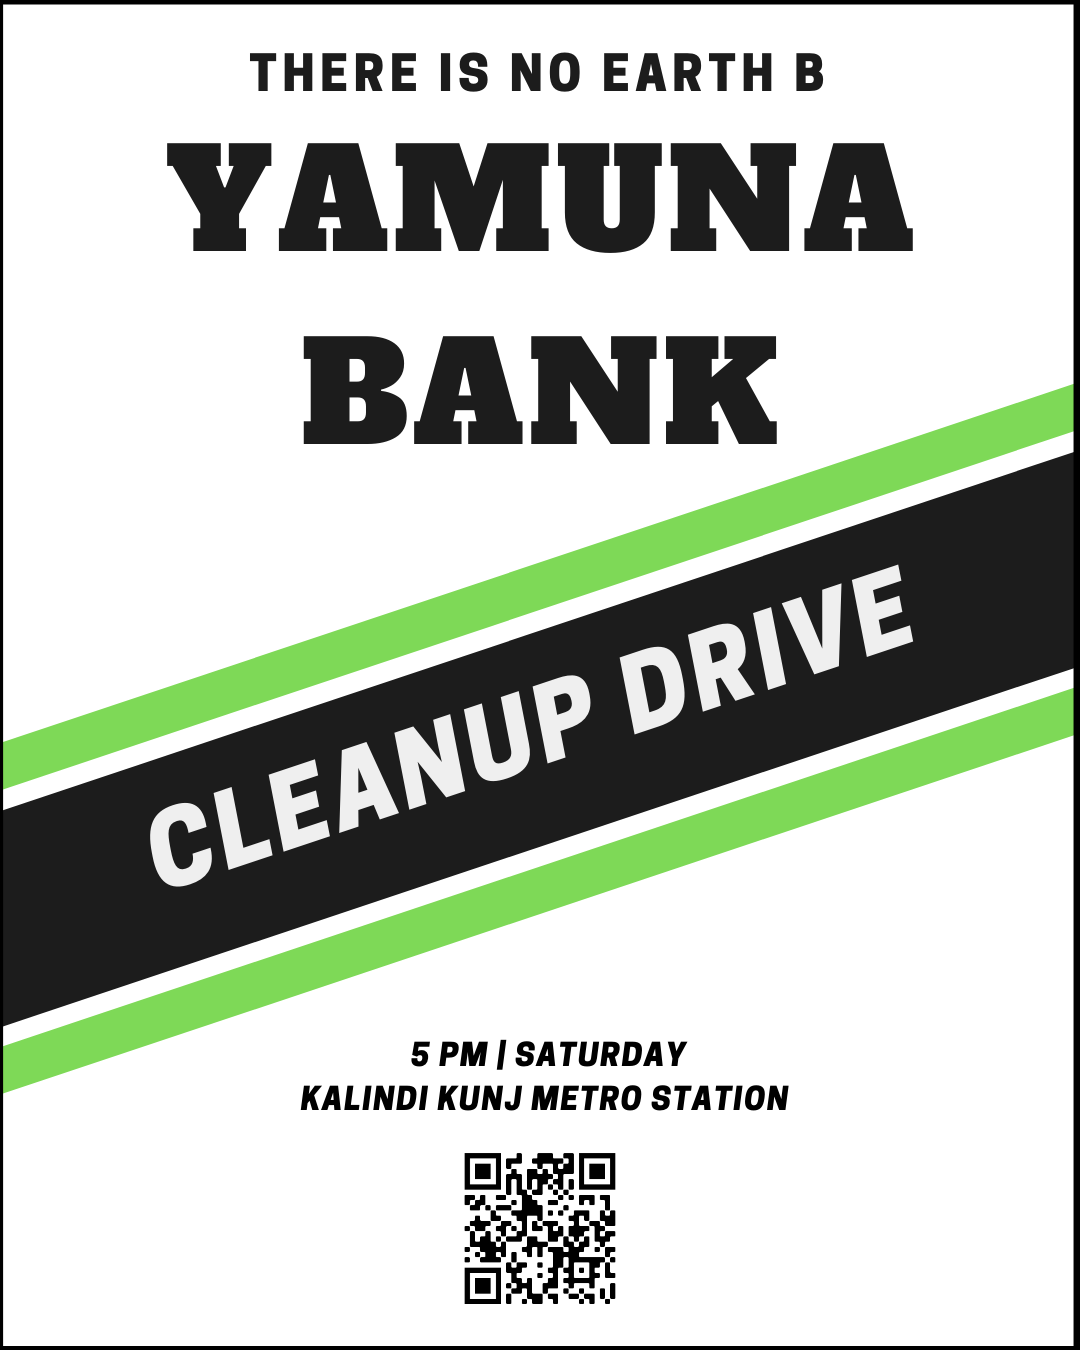 THERE IS NO EARTH B
YAMUNA
BANK
CLEANUP DRIVE
5 PM | SATURDAY
KALINDI KUNJ METRO STATION